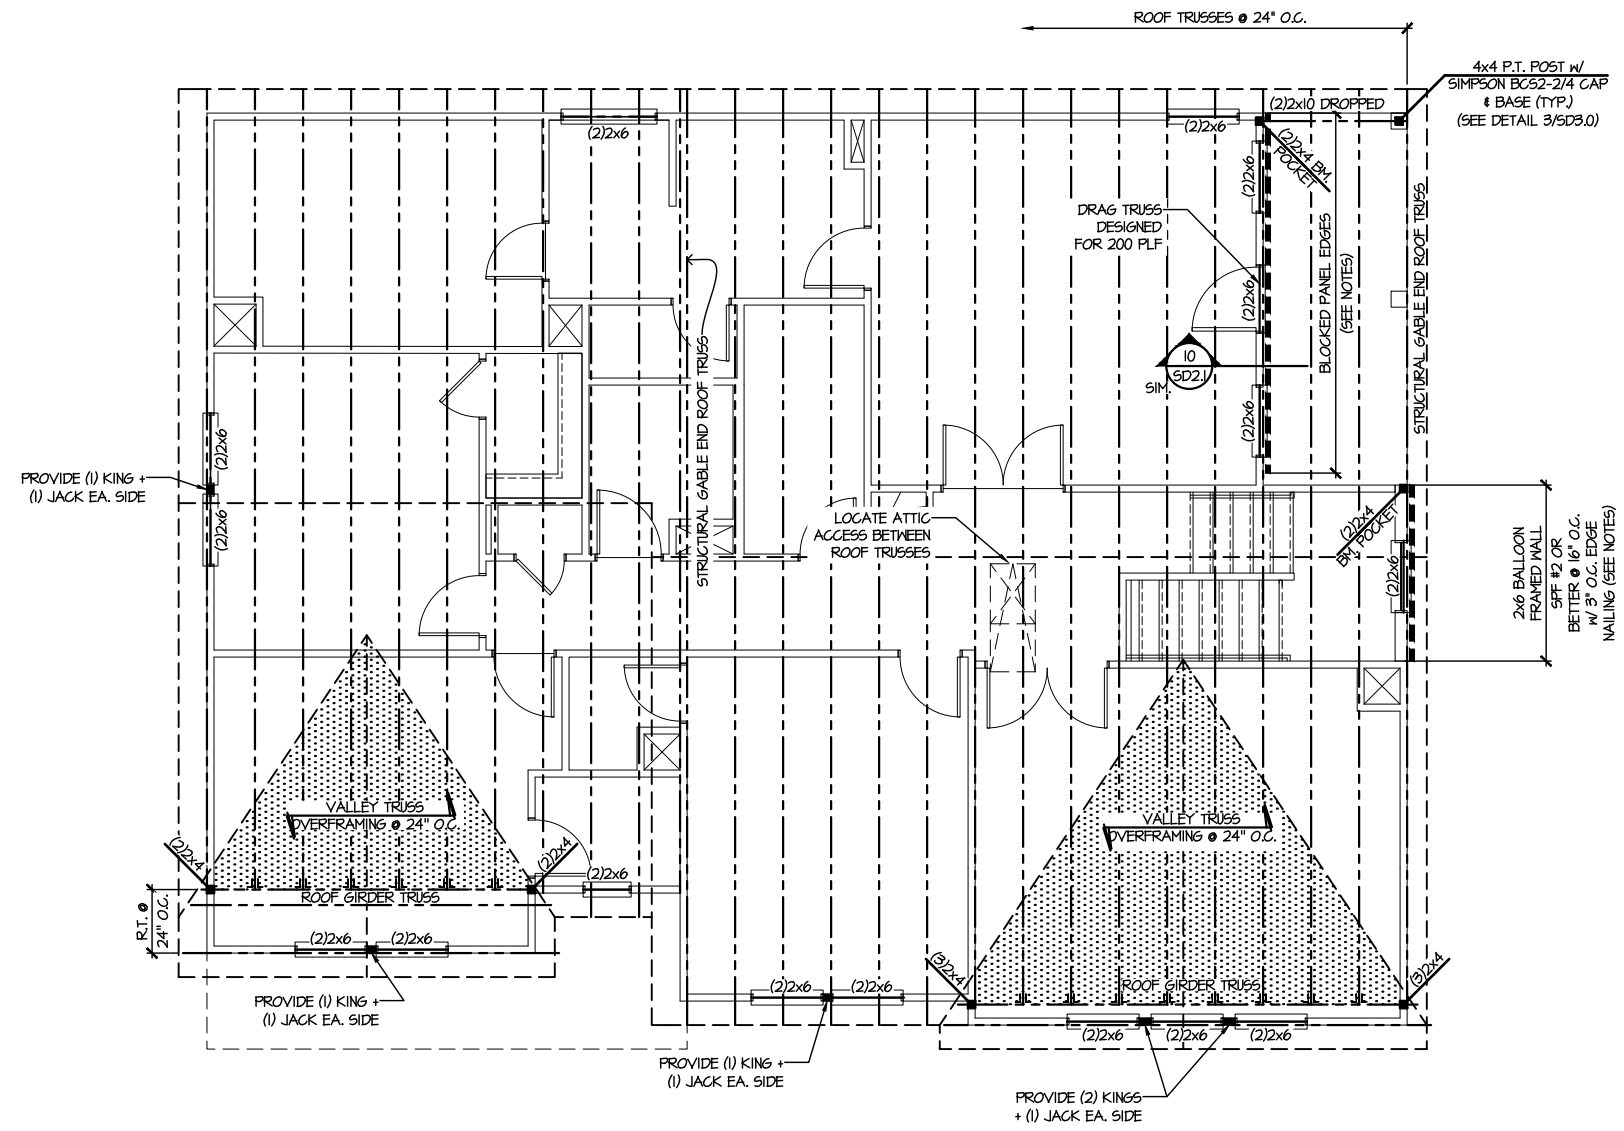 ROOF TRUSSES @ 24" O.C.
4x4 P.T. POST W/
SIMPSON BCS2-2/4 CAP
& BASE (TYP.)
(SEE DETAIL 3/SD3.0)
(2)2x10 DROPPED
(2)2x6
(2)2x6
(2)2x4 BM.
POCKET
(2)2x6
DRAG TRUSS
DESIGNED
FOR 200 PLF
BLOCKED PANEL EDGES
(SEE NOTES)
STRUCTURAL GABLE END ROOF TRUSS
(2)2x6
10
SD2.1
SIM.
(2)2x6
STRUCTURAL GABLE END ROOF TRUSS
(2)2x6
PROVIDE (1) KING +
(1) JACK EA. SIDE
(2)2x6
LOCATE ATTIC
ACCESS BETWEEN
ROOF TRUSSES
(2)2x4
BM. POCKET
(2)2x6
2x6 BALLOON
FRAMED WALL
SPF #2 OR
BETTER @ 16" O.C.
W/ 3" O.C. EDGE
NAILING (SEE NOTES)
VALLEY TRUSS
OVERFRAMING @ 24" O.C.
VALLEY TRUSS
OVERFRAMING @ 24" O.C.
(2)2x4
(2)2x4
(2)2x6
ROOF GIRDER TRUSS
R.T. @
24" O.C.
(2)2x6
(2)2x6
PROVIDE (1) KING +
(1) JACK EA. SIDE
(3)2x4
(3)2x4
ROOF GIRDER TRUSS
(2)2x6
(2)2x6
(2)2x6
(2)2x6
(2)2x6
PROVIDE (1) KING +
(1) JACK EA. SIDE
PROVIDE (2) KINGS
+ (1) JACK EA. SIDE